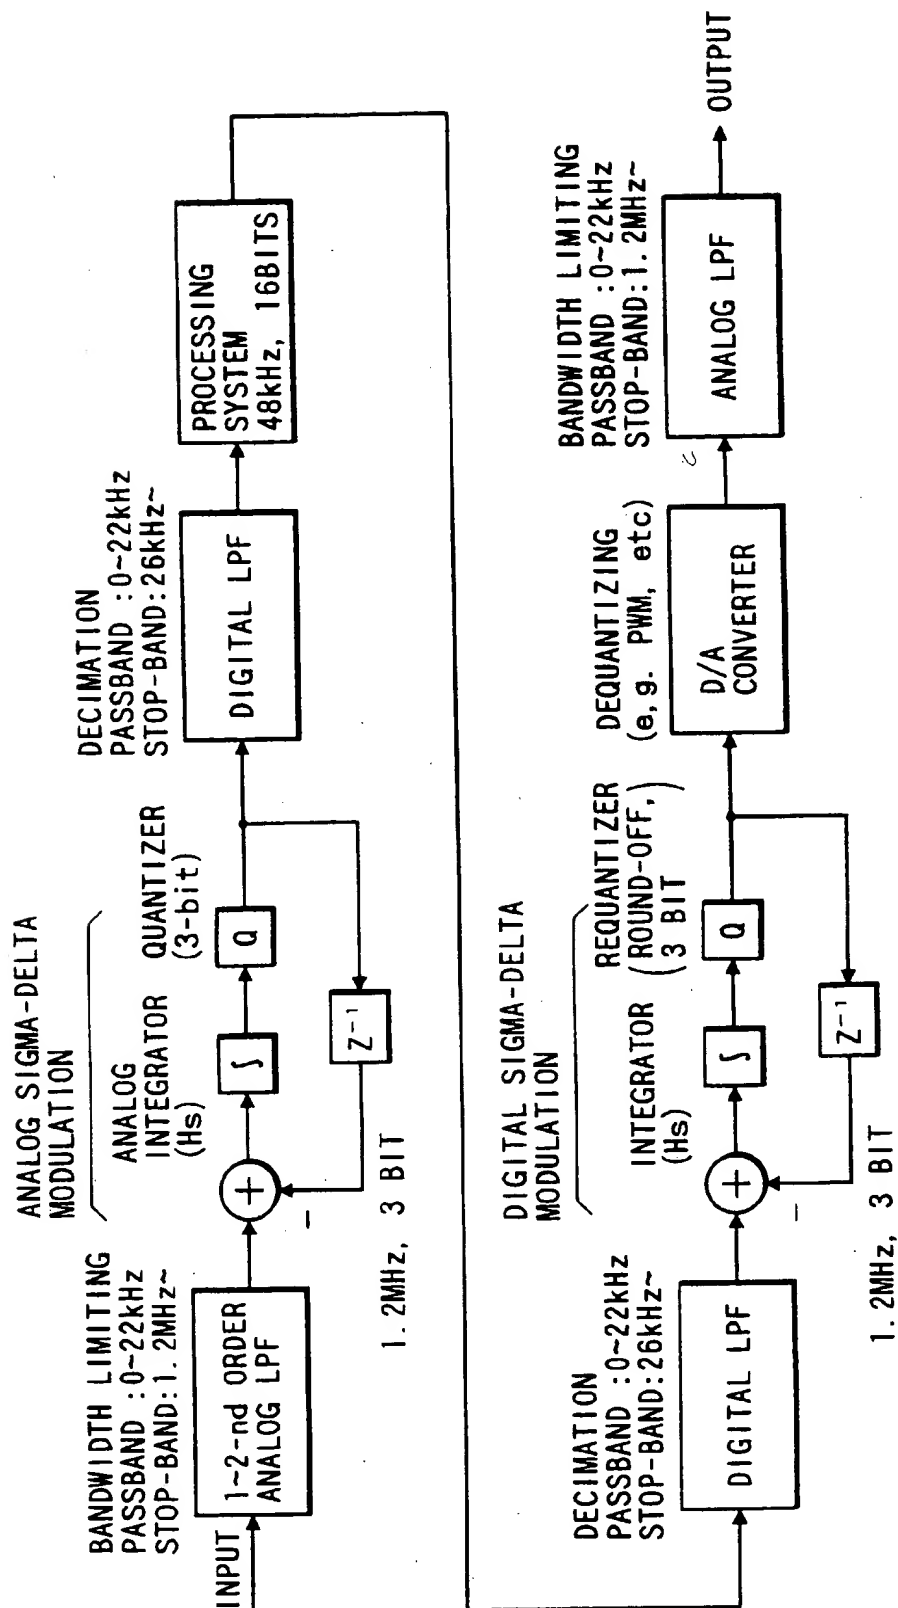 INPUT
BANDWIDTH LIMITING
PASSBAND :0~22kHz
STOP-BAND:1.2MHz~
1~2-nd ORDER
ANALOG LPF
ANALOG SIGMA-DELTA
MODULATION
ANALOG
INTEGRATOR
(Hs)
QUANTIZER
(3-bit)
+
−
∫
Q
Z⁻¹
1.2MHz, 3 BIT
DECIMATION
PASSBAND :0~22kHz
STOP-BAND:26kHz~
DIGITAL LPF
PROCESSING
SYSTEM
48kHz, 16BITS
DECIMATION
PASSBAND :0~22kHz
STOP-BAND:26kHz~
DIGITAL LPF
DIGITAL SIGMA-DELTA
MODULATION
INTEGRATOR
(Hs)
REQUANTIZER
(ROUND-OFF,
3 BIT)
+
−
∫
Q
Z⁻¹
1.2MHz, 3 BIT
DEQUANTIZING
(e,g. PWM, etc)
D/A
CONVERTER
BANDWIDTH LIMITING
PASSBAND :0~22kHz
STOP-BAND:1.2MHz~
ANALOG LPF
OUTPUT